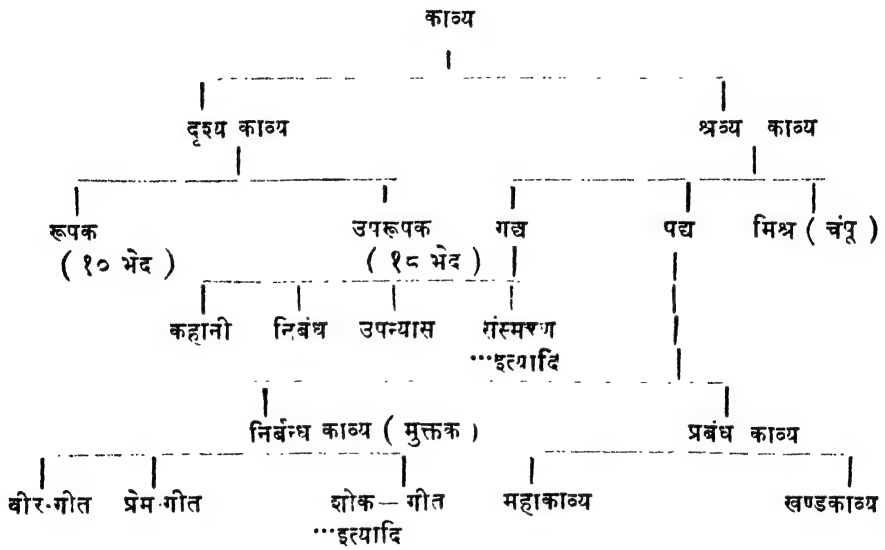 काव्य
दृश्य काव्य श्रव्य काव्य
रूपक उपरूपक गद्य पद्य मिश्र ( चंपू )
( १० भेद ) ( १८ भेद )
कहानी निबंध उपन्यास संस्मरण
···इत्यादि
निर्बन्ध काव्य ( मुक्तक ) प्रबंध काव्य
वीर-गीत प्रेम-गीत शोक — गीत महाकाव्य खण्डकाव्य
···इत्यादि